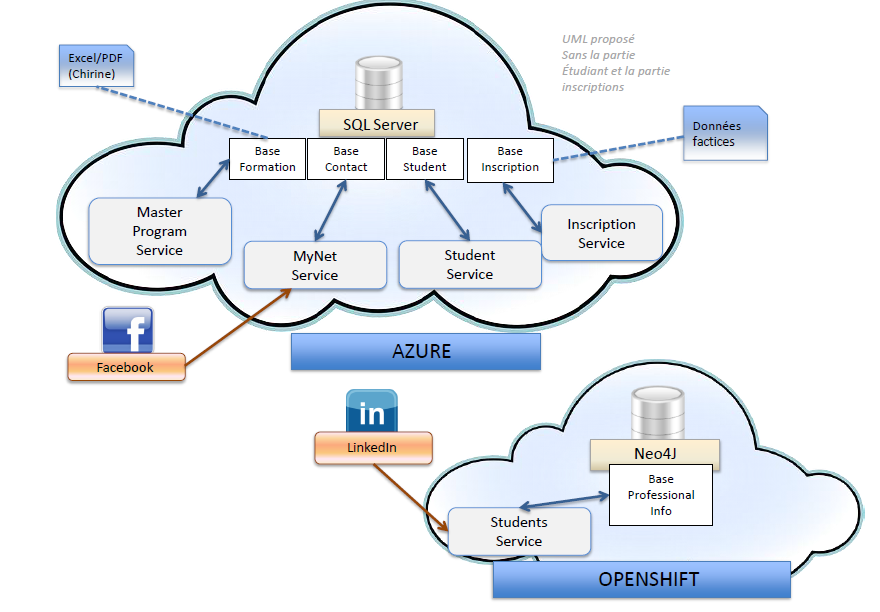 UML proposé
Sans la partie
Étudiant et la partie
inscriptions
Excel/PDF
(Chirine)
SQL Server
Données
factices
Base
Formation
Base
Contact
Base
Student
Base
Inscription
Master
Program
Service
MyNet
Service
Student
Service
Inscription
Service
f
Facebook
AZURE
in
LinkedIn
Neo4J
Base
Professional
Info
Students
Service
OPENSHIFT